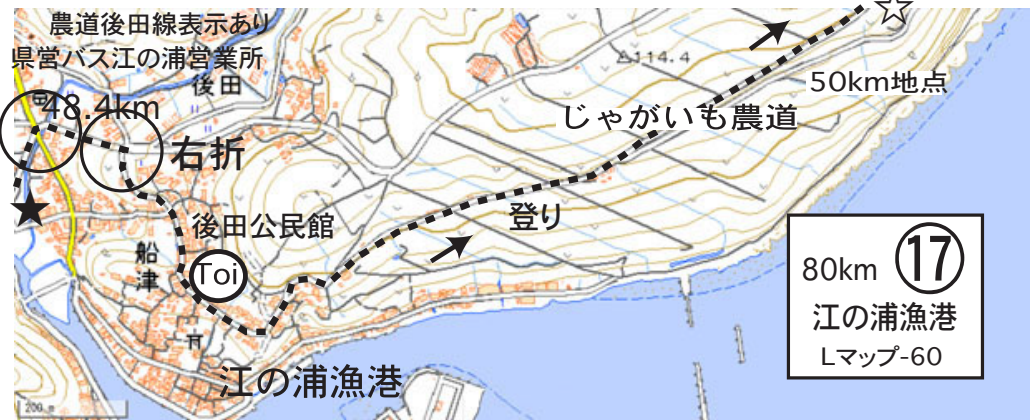 農道後田線表示あり
県営バス江の浦営業所
後田
48.4km
右折
△114.4
50km地点
じゃがいも農道
後田公民館
登り
船津
Toi
江の浦漁港
80km ⑰
江の浦漁港
Lマップ-60
200 m